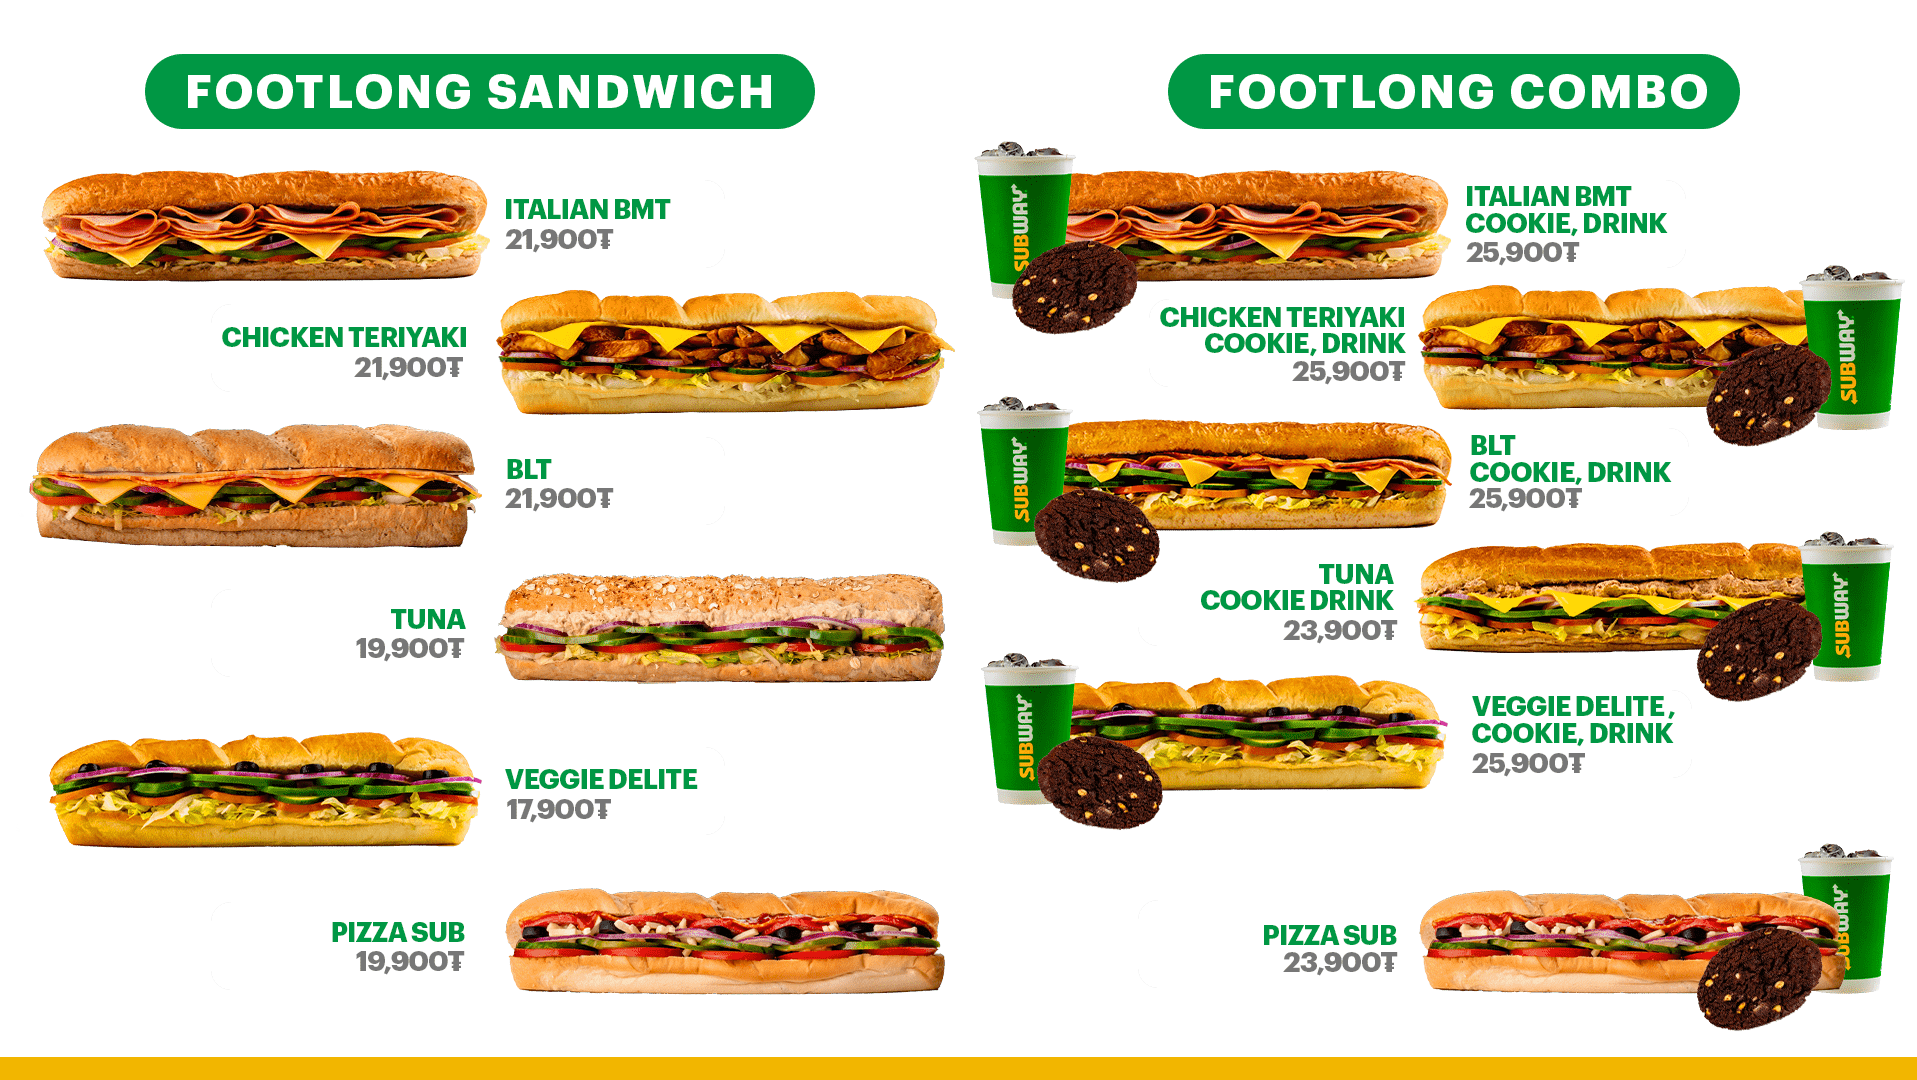 FOOTLONG SANDWICH
ITALIAN BMT
21,900₮
CHICKEN TERIYAKI
21,900₮
BLT
21,900₮
TUNA
19,900₮
VEGGIE DELITE
17,900₮
PIZZA SUB
19,900₮
FOOTLONG COMBO
SUBWAY
ITALIAN BMT
COOKIE, DRINK
25,900₮
CHICKEN TERIYAKI
COOKIE, DRINK
25,900₮
SUBWAY
SUBWAY
BLT
COOKIE, DRINK
25,900₮
TUNA
COOKIE DRINK
23,900₮
SUBWAY
SUBWAY
VEGGIE DELITE ,
COOKIE, DRINK
25,900₮
PIZZA SUB
23,900₮
SUBWAY